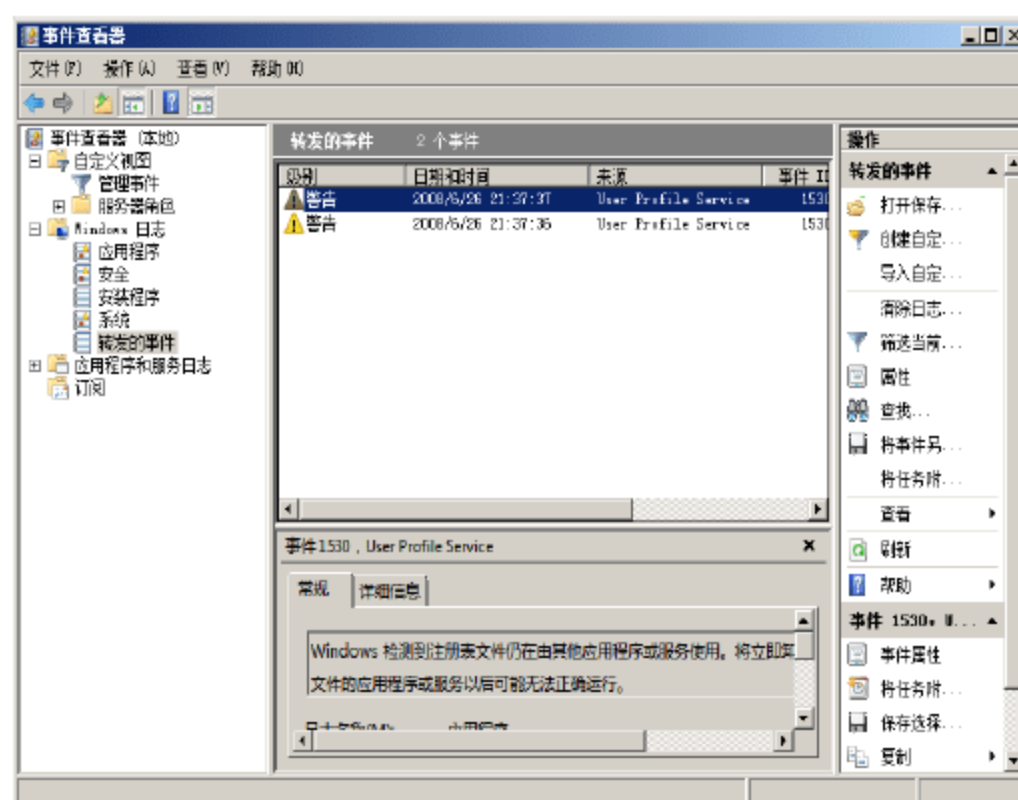 事件查看器
文件(F) 操作(A) 查看(V) 帮助(H)
事件查看器 (本地)
自定义视图
管理事件
服务器角色
Windows 日志
应用程序
安全
安装程序
系统
转发的事件
应用程序和服务日志
订阅
转发的事件 2 个事件
级别 日期和时间 来源 事件 ID
警告 2008/6/26 21:37:37 User Profile Service 1530
警告 2008/6/26 21:37:36 User Profile Service 1530
事件1530，User Profile Service
常规 详细信息
Windows 检测到注册表文件仍在由其他应用程序或服务使用。将立即卸
文件的应用程序或服务以后可能无法正确运行。
操作
转发的事件
打开保存...
创建自定...
导入自定...
清除日志...
筛选当前...
属性
查找...
将事件另...
将任务附...
查看
刷新
帮助
事件 1530，U...
事件属性
将任务附...
保存选择...
复制